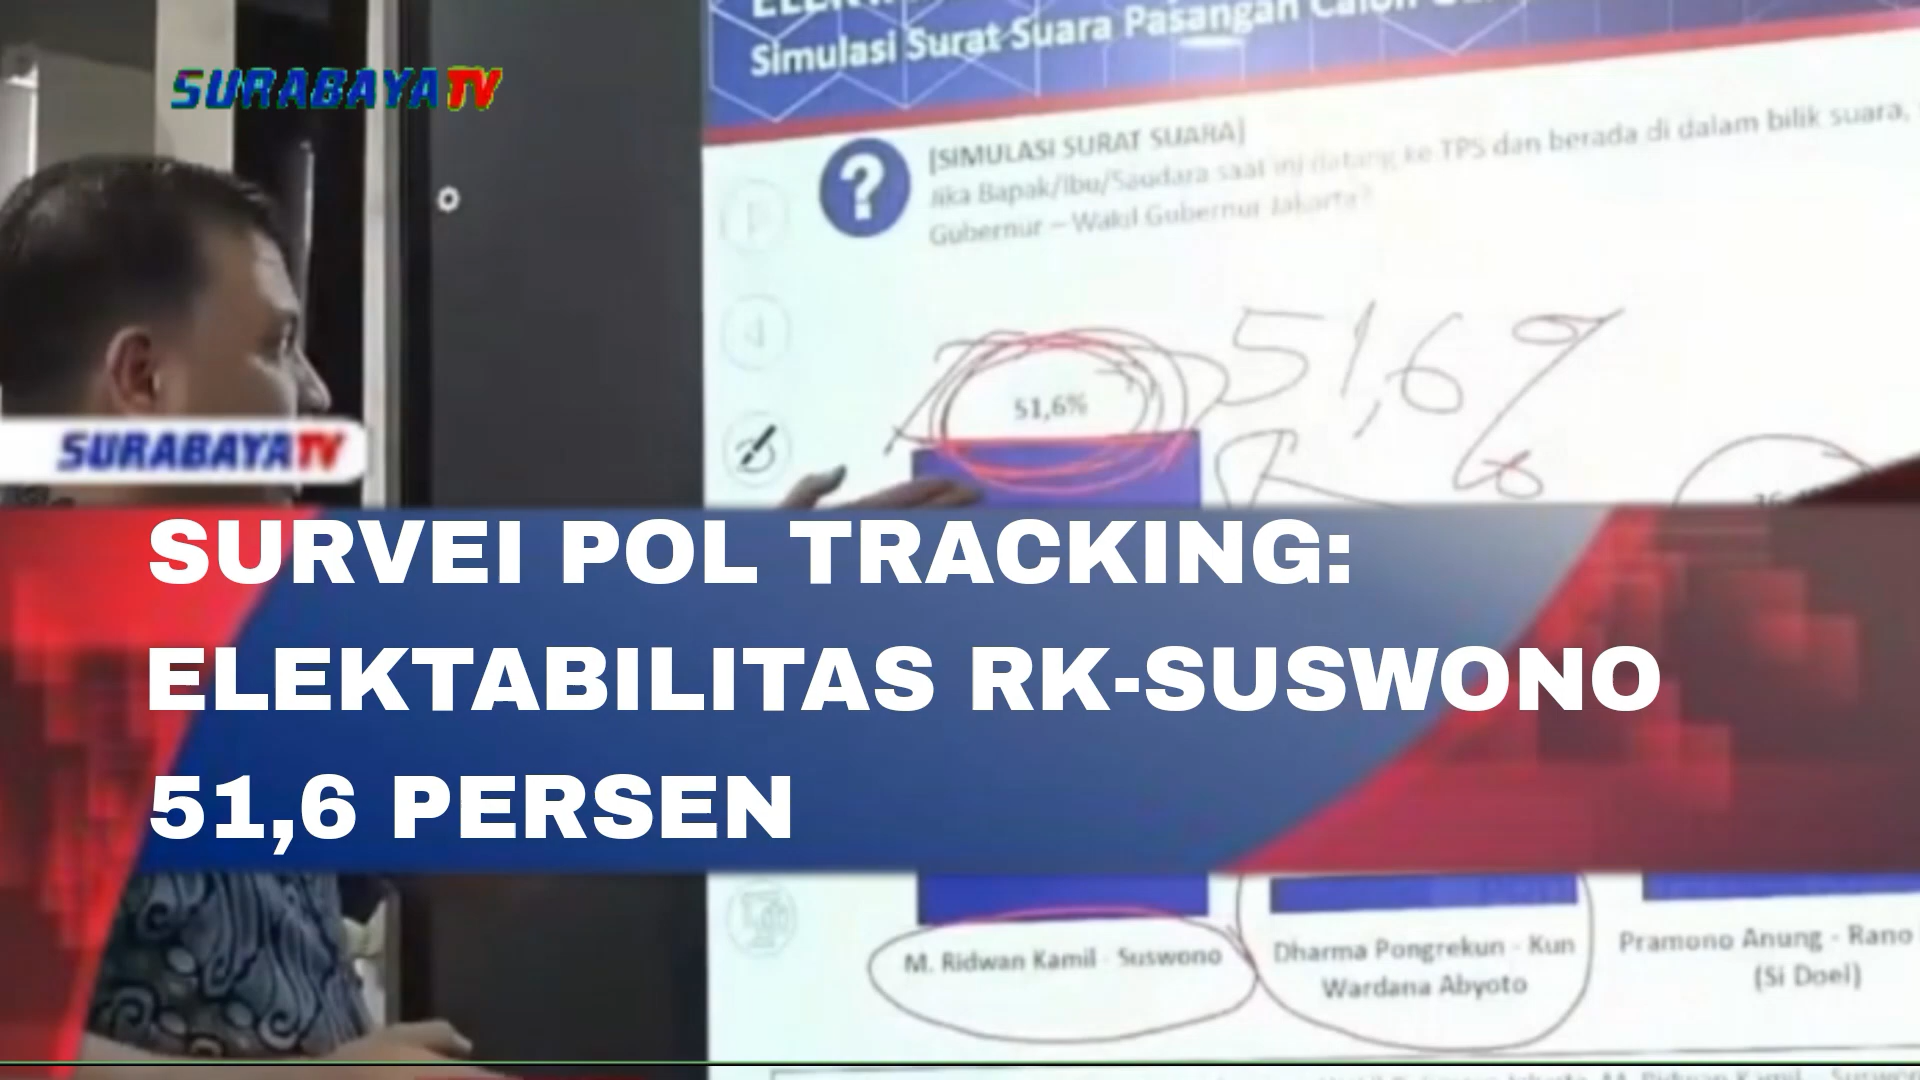 Simulasi Surat Suara Pasangan Calon
SURABAYA TV
[SIMULASI SURAT SUARA]
Jika Bapak/Ibu/Saudara saat ini datang ke TPS dan berada di dalam bilik suara,
Gubernur – Wakil Gubernur Jakarta?
51,6%
51,6%
SURABAYA TV
SURVEI POL TRACKING:
ELEKTABILITAS RK-SUSWONO
51,6 PERSEN
M. Ridwan Kamil - Suswono
Dharma Pongrekun - Kun
Wardana Abyoto
Pramono Anung - Rano
(Si Doel)